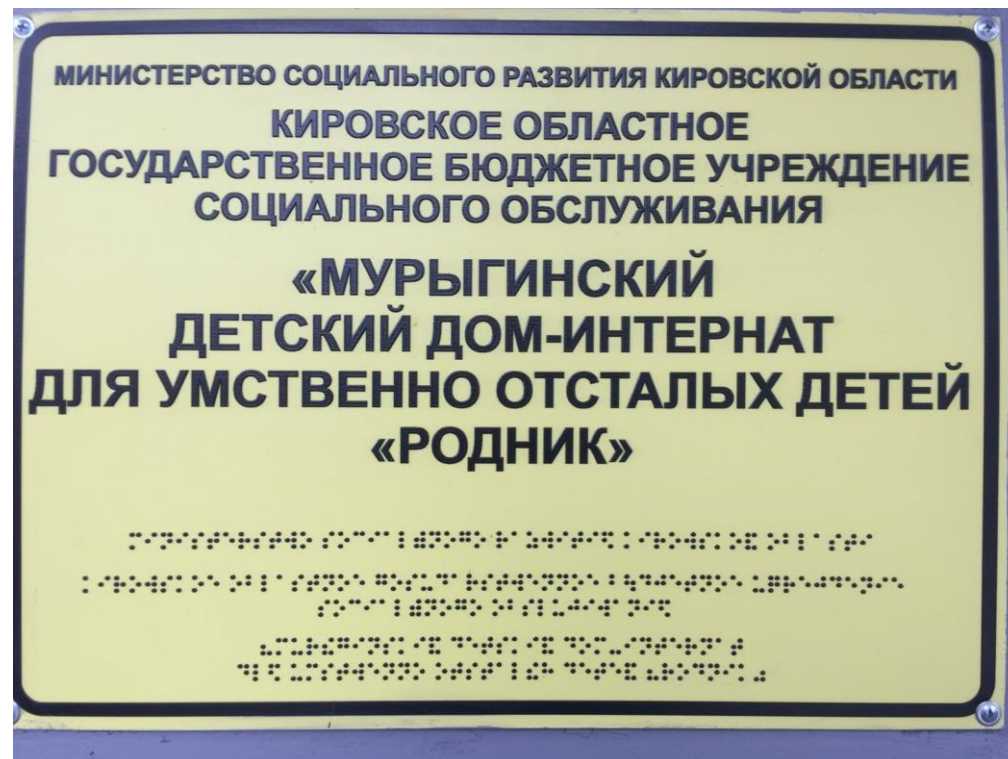 МИНИСТЕРСТВО СОЦИАЛЬНОГО РАЗВИТИЯ КИРОВСКОЙ ОБЛАСТИ
КИРОВСКОЕ ОБЛАСТНОЕ
ГОСУДАРСТВЕННОЕ БЮДЖЕТНОЕ УЧРЕЖДЕНИЕ
СОЦИАЛЬНОГО ОБСЛУЖИВАНИЯ
«МУРЫГИНСКИЙ
ДЕТСКИЙ ДОМ-ИНТЕРНАТ
ДЛЯ УМСТВЕННО ОТСТАЛЫХ ДЕТЕЙ
«РОДНИК»